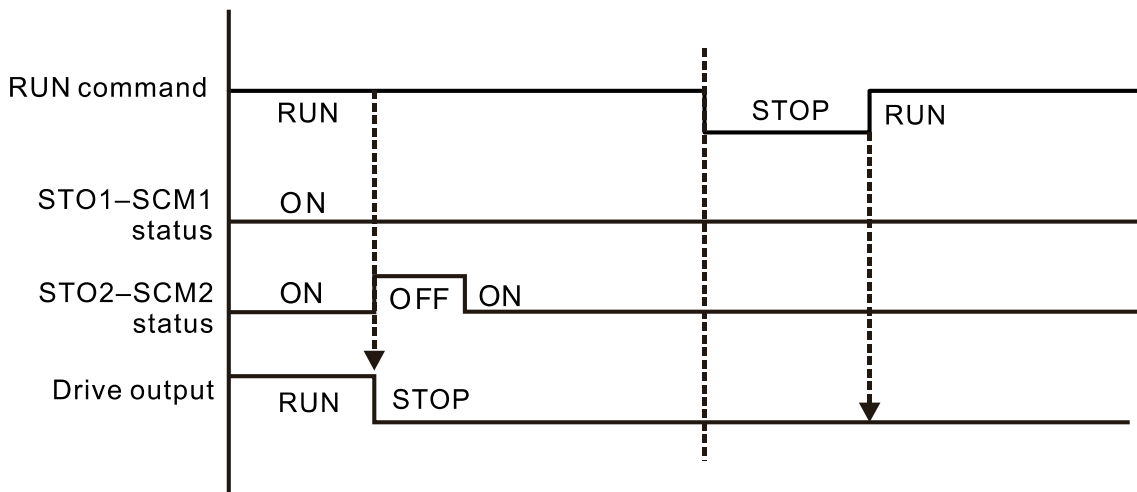 RUN command
RUN
STOP
RUN
STO1–SCM1
status
ON
STO2–SCM2
status
ON
OFF
ON
Drive output
RUN
STOP